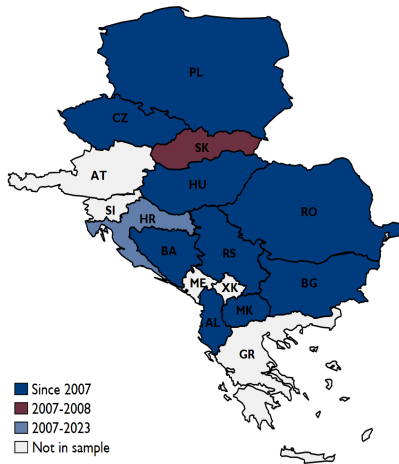 PL
CZ
SK
AT
HU
SI
HR
RO
BA
RS
ME
XK
BG
AL
MK
GR
Since 2007
2007-2008
2007-2023
Not in sample